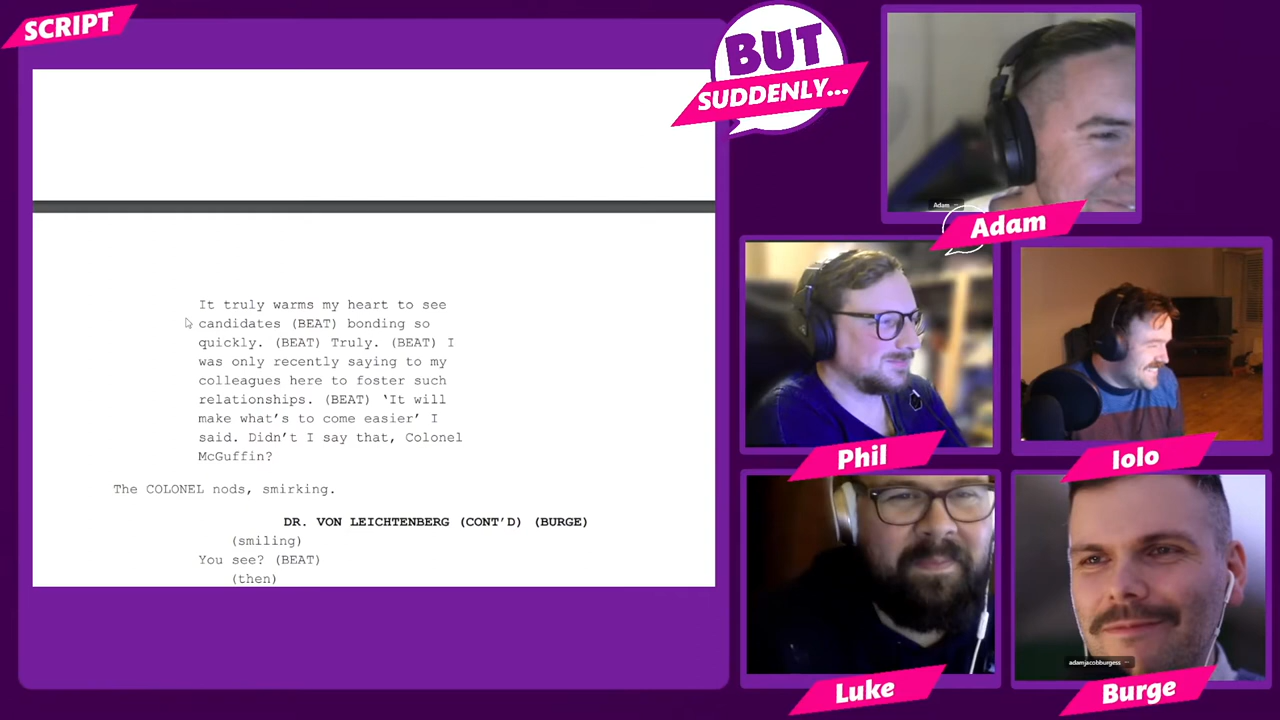 SCRIPT
BUT
SUDDENLY...
It truly warms my heart to see
candidates (BEAT) bonding so
quickly. (BEAT) Truly. (BEAT) I
was only recently saying to my
colleagues here to foster such
relationships. (BEAT) ‘It will
make what’s to come easier’ I
said. Didn’t I say that, Colonel
McGuffin?
The COLONEL nods, smirking.
DR. VON LEICHTENBERG (CONT’D) (BURGE)
(smiling)
You see? (BEAT)
(then)
Adam
Adam
Phil
Iolo
Luke
adamjacobburgess
Burge